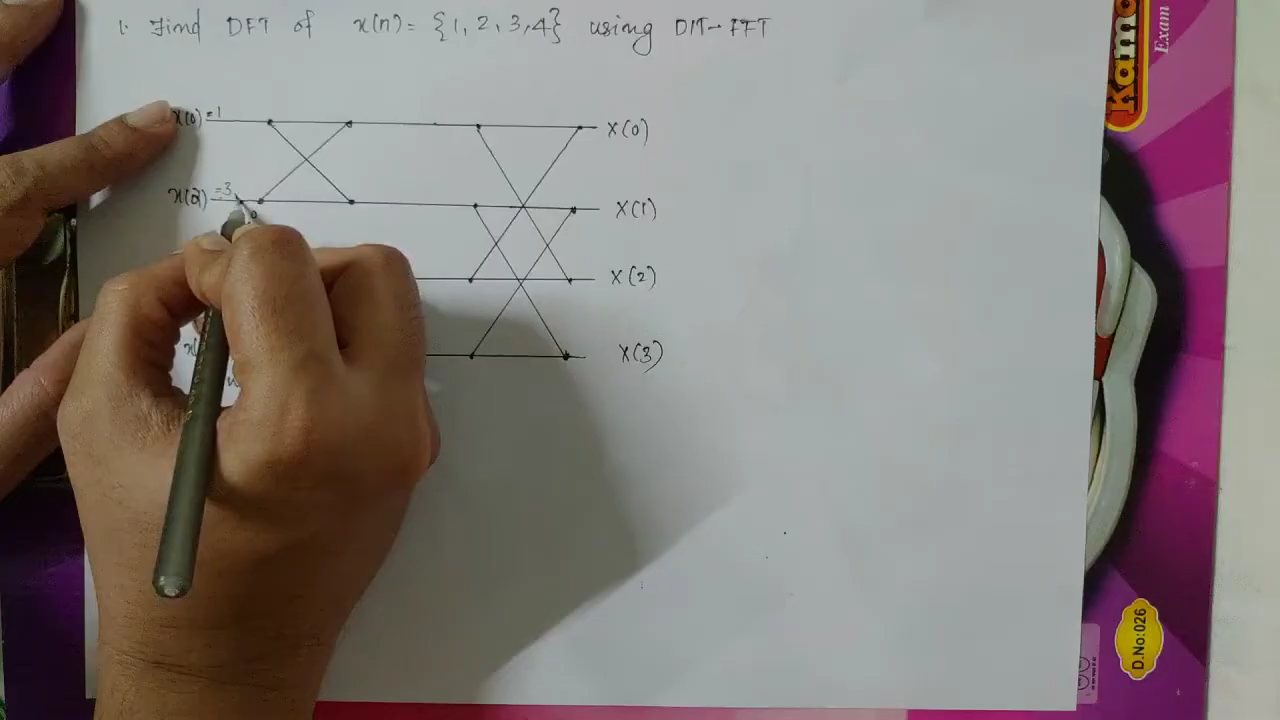 1. Find DFT of x(n) = {1, 2, 3, 4} using DIT-FFT
x(0) = 1
X(0)
x(2) = 3
X(1)
X(2)
X(3)
Kamal
Exam
D.No:026